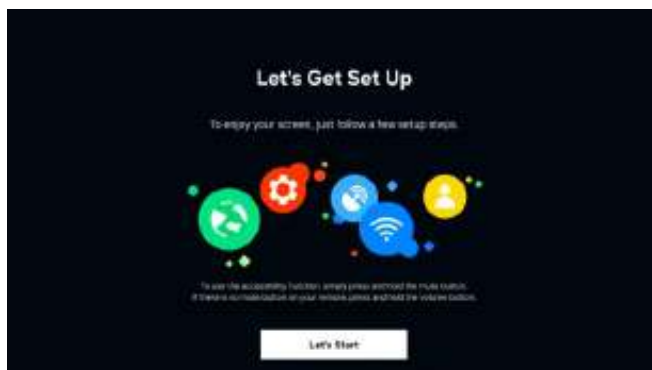 Let's Get Set Up
To enjoy your screen, just follow a few setup steps.
To use the accessibility function, simply press and hold the mute button.
If there is no mute button on your remote, press and hold the volume button.
Let's Start